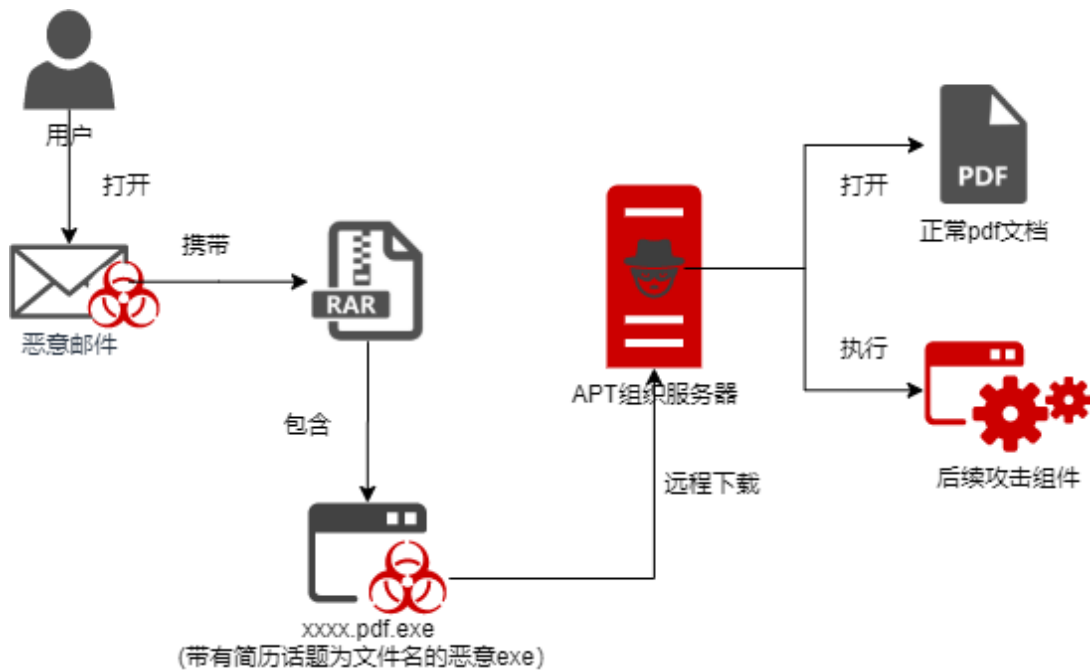 用户
打开
恶意邮件
携带
RAR
包含
xxxx.pdf.exe
(带有简历话题为文件名的恶意exe)
远程下载
APT组织服务器
打开
PDF
正常pdf文档
执行
后续攻击组件